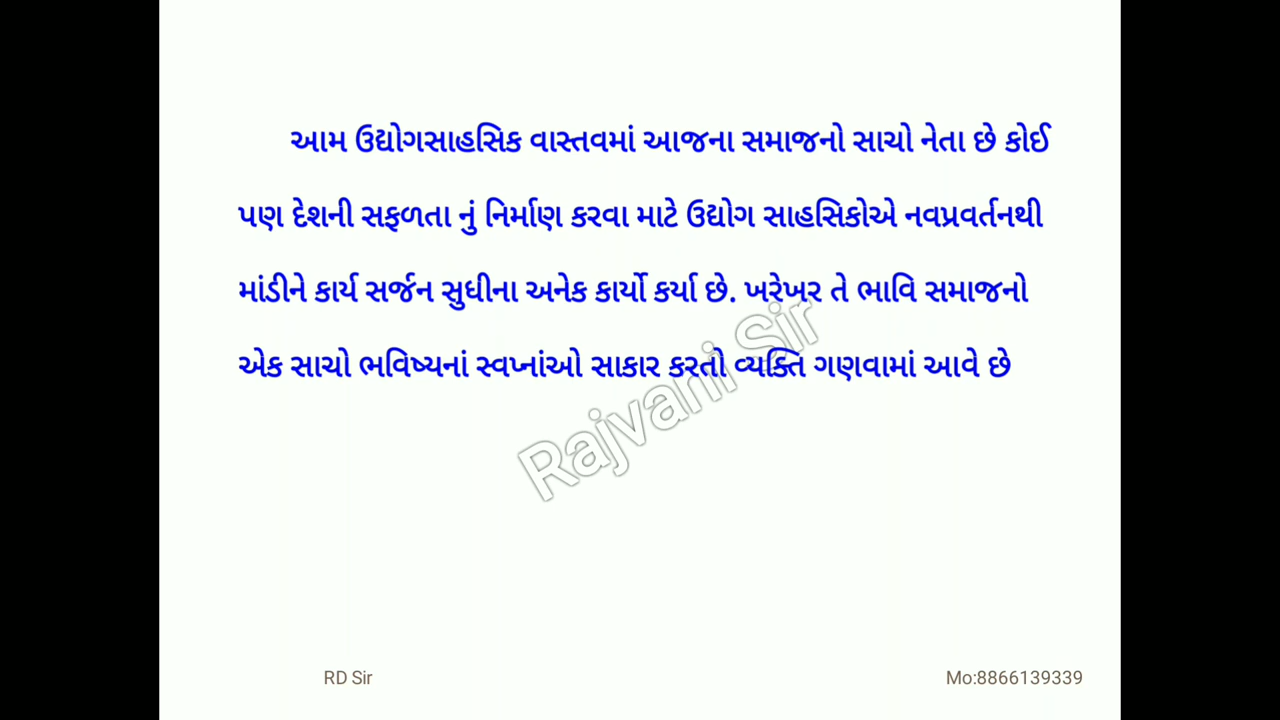 આમ ઉદ્યોગસાહસિક વાસ્તવમાં આજના સમાજનો સાચો નેતા છે કોઈ
પણ દેશની સફળતા નું નિર્માણ કરવા માટે ઉદ્યોગ સાહસિકોએ નવપ્રવર્તનથી
માંડીને કાર્ય સર્જન સુધીના અનેક કાર્યો કર્યા છે. ખરેખર તે ભાવિ સમાજનો
એક સાચો ભવિષ્યનાં સ્વપ્નાંઓ સાકાર કરતો વ્યક્તિ ગણવામાં આવે છે
Rajvani Sir
RD Sir
Mo:8866139339